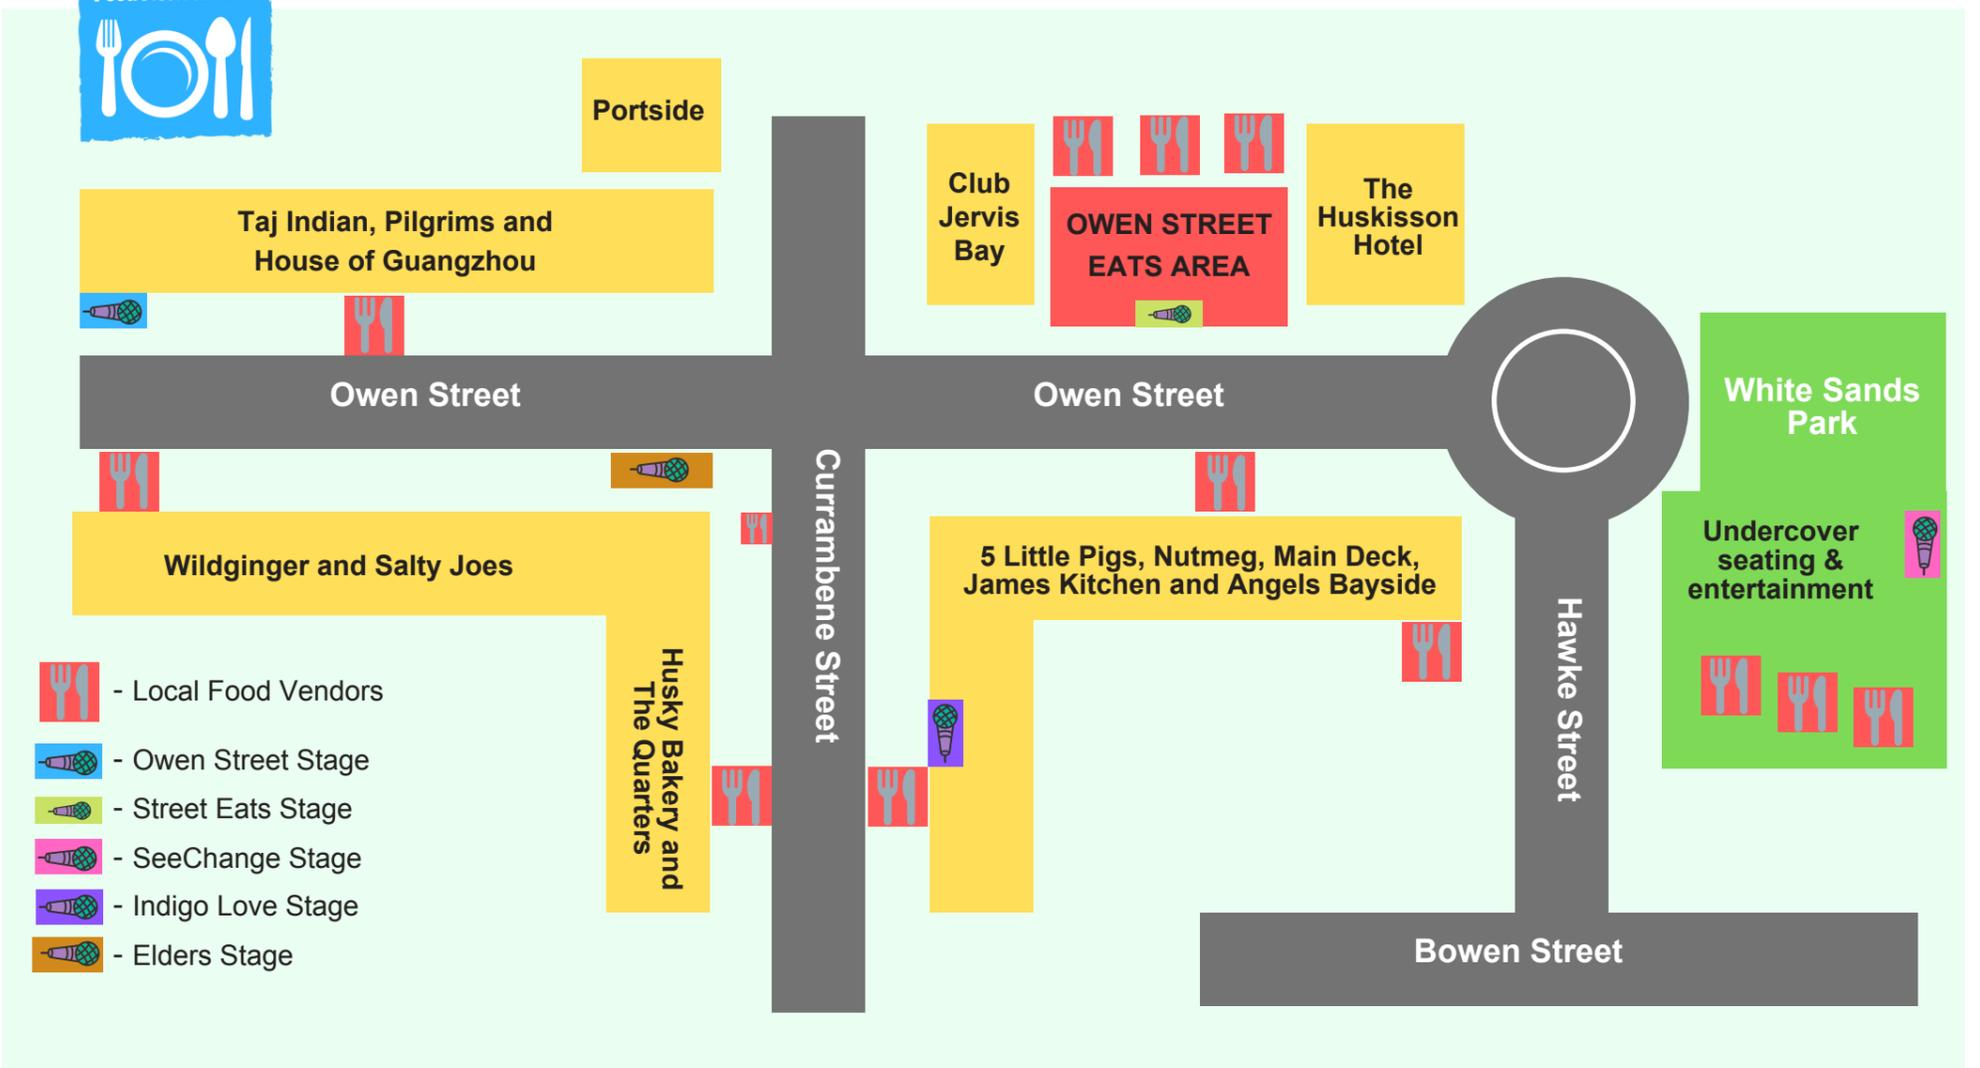 Portside
Club
Jervis
Bay
OWEN STREET
EATS AREA
The
Huskisson
Hotel
Taj Indian, Pilgrims and
House of Guangzhou
Owen Street
Owen Street
White Sands
Park
Currambene Street
Wildginger and Salty Joes
5 Little Pigs, Nutmeg, Main Deck,
James Kitchen and Angels Bayside
Undercover
seating &
entertainment
Husky Bakery and
The Quarters
Hawke Street
- Local Food Vendors
- Owen Street Stage
- Street Eats Stage
- SeeChange Stage
- Indigo Love Stage
- Elders Stage
Bowen Street